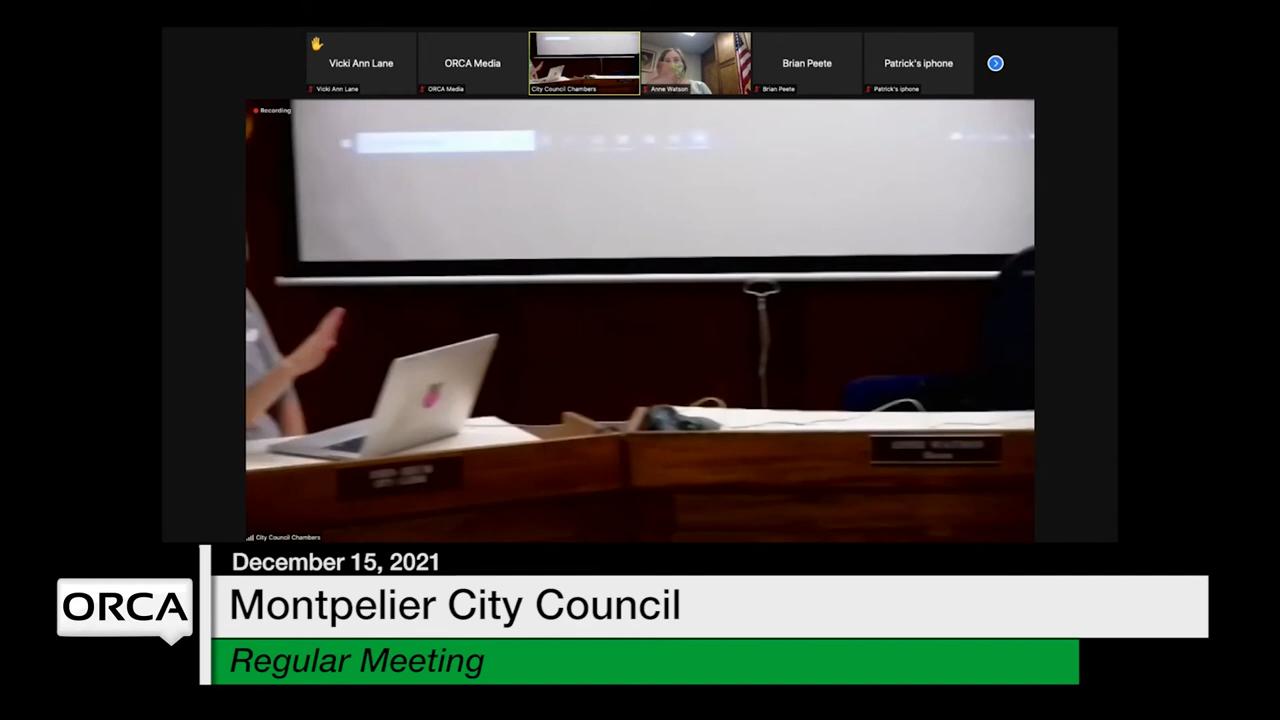 Vicki Ann Lane
ORCA Media
Brian Peete
Patrick's iphone
Vicki Ann Lane
ORCA Media
City Council Chambers
Anne Watson
Brian Peete
Patrick's iphone
Recording
City Council Chambers
December 15, 2021
ORCA
Montpelier City Council
Regular Meeting